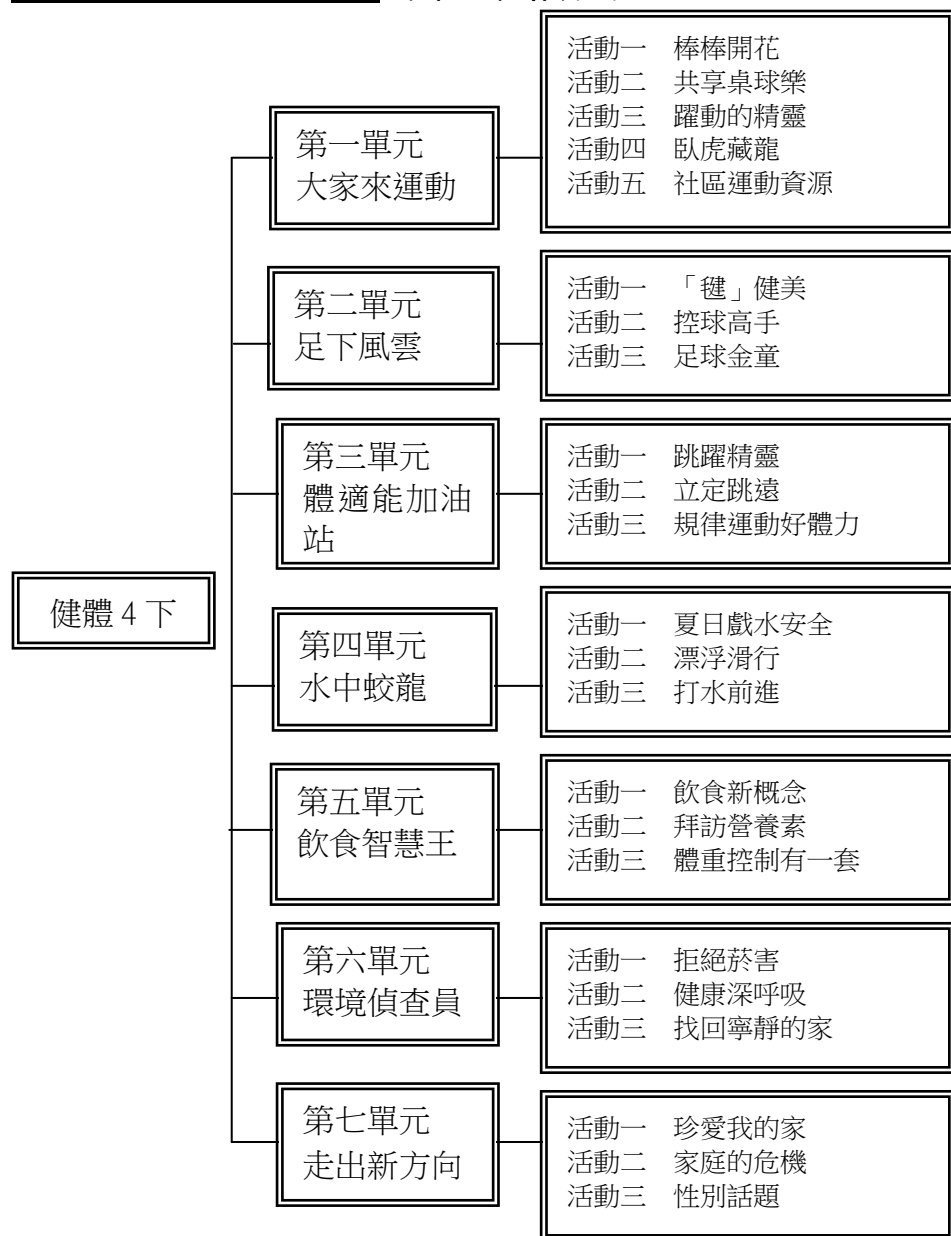 健體 4 下
第一單元
大家來運動
活動一 棒棒開花
活動二 共享桌球樂
活動三 躍動的精靈
活動四 臥虎藏龍
活動五 社區運動資源
第二單元
足下風雲
活動一 「毽」健美
活動二 控球高手
活動三 足球金童
第三單元
體適能加油
站
活動一 跳躍精靈
活動二 立定跳遠
活動三 規律運動好體力
第四單元
水中蛟龍
活動一 夏日戲水安全
活動二 漂浮滑行
活動三 打水前進
第五單元
飲食智慧王
活動一 飲食新概念
活動二 拜訪營養素
活動三 體重控制有一套
第六單元
環境偵查員
活動一 拒絕菸害
活動二 健康深呼吸
活動三 找回寧靜的家
第七單元
走出新方向
活動一 珍愛我的家
活動二 家庭的危機
活動三 性別話題